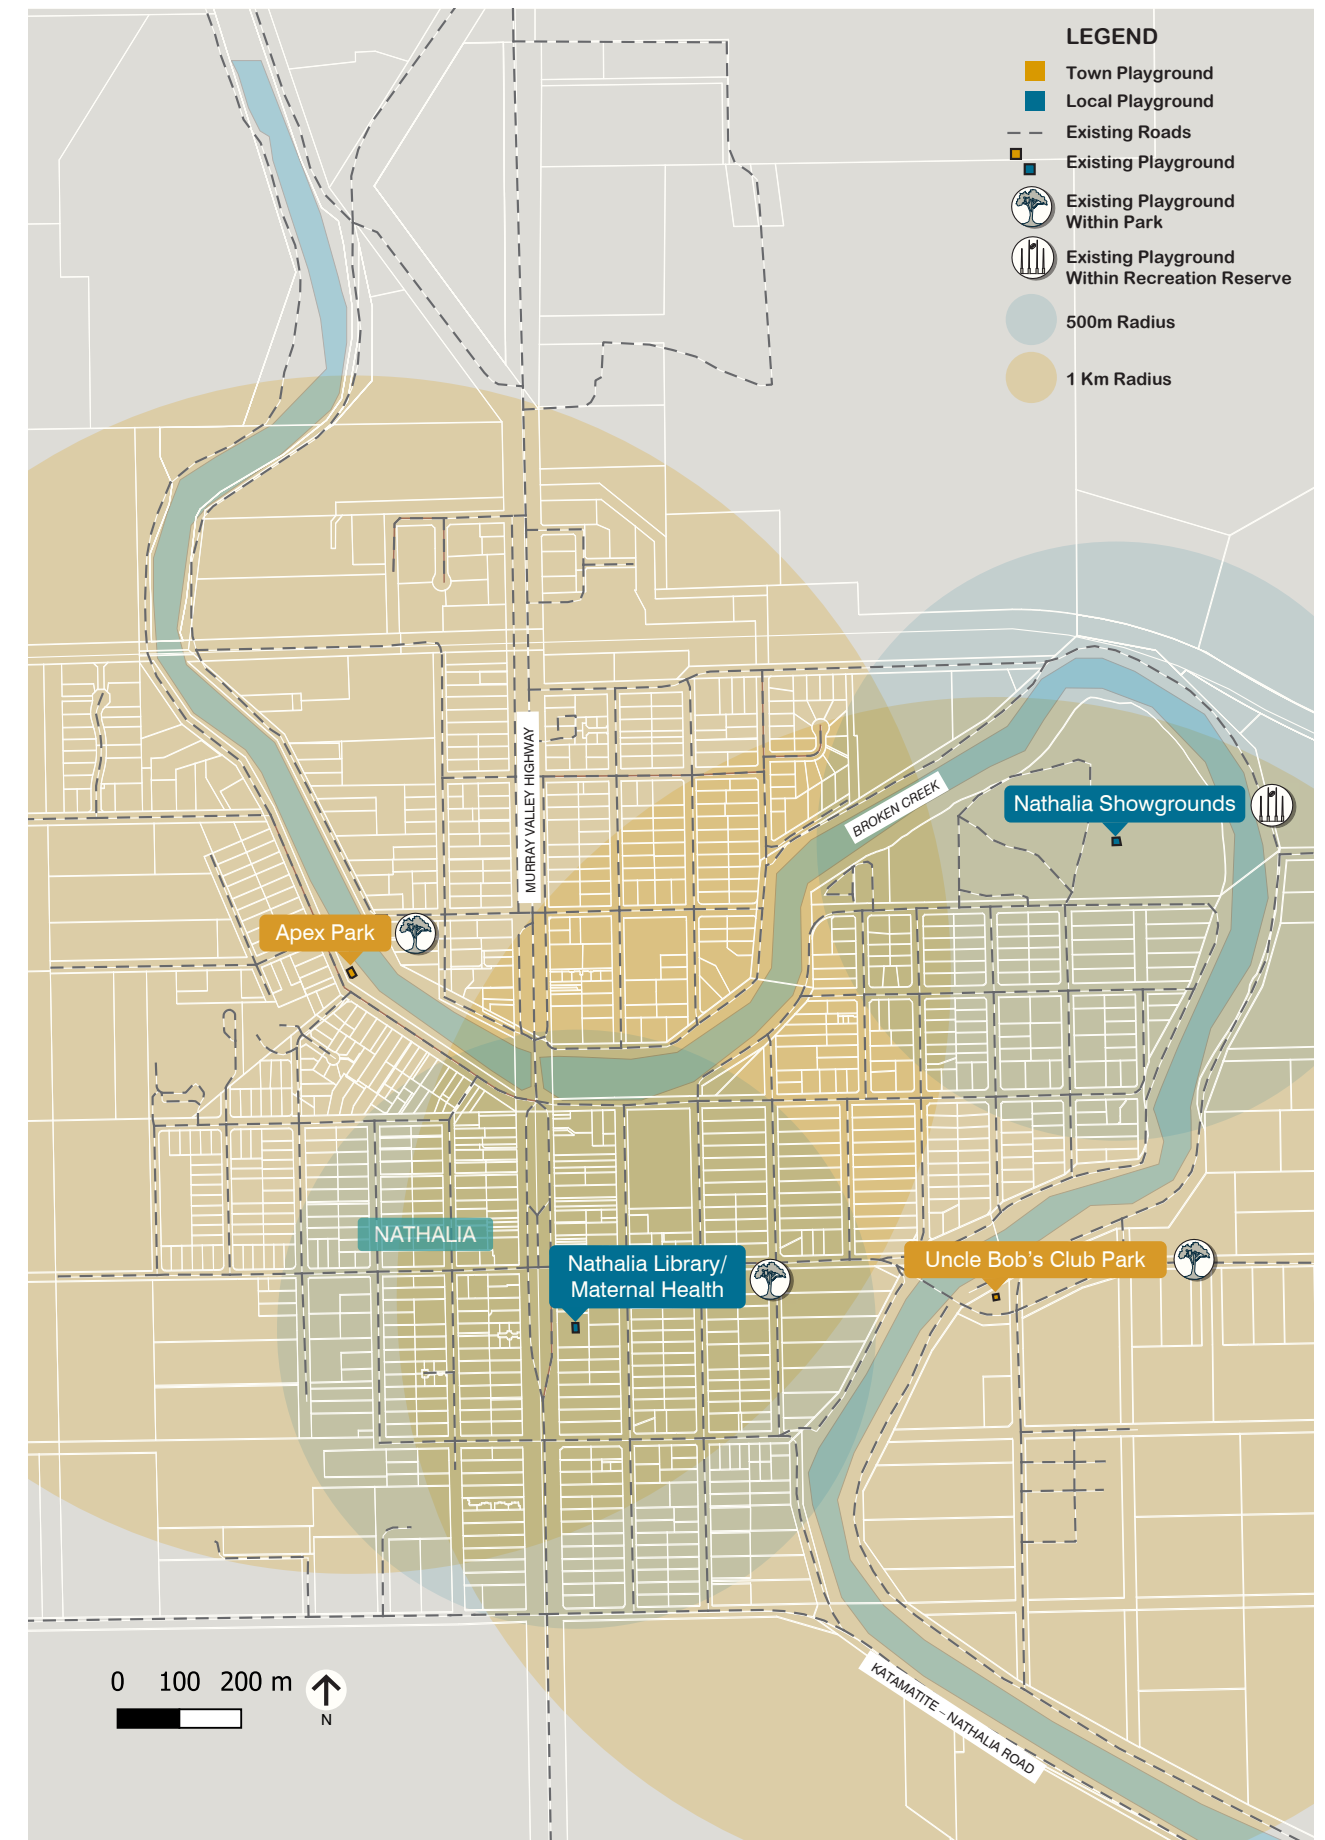 LEGEND
Town Playground
Local Playground
Existing Roads
Existing Playground
Existing Playground
Within Park
Existing Playground
Within Recreation Reserve
500m Radius
1 Km Radius
MURRAY VALLEY HIGHWAY
BROKEN CREEK
Nathalia Showgrounds
Apex Park
NATHALIA
Nathalia Library/
Maternal Health
Uncle Bob's Club Park
KATAMATITE – NATHALIA ROAD
0 100 200 m
N